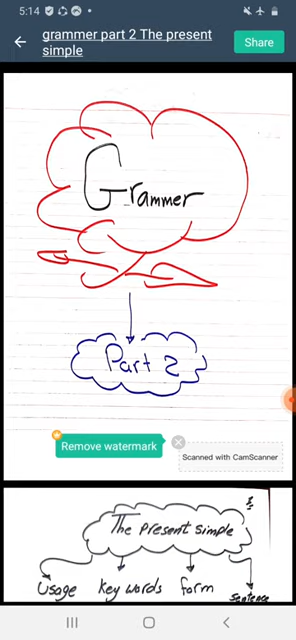 5:14
grammer part 2 The present
simple
Share
Grammer
Part 2
Remove watermark
Scanned with CamScanner
The present simple
usage key words form sentence